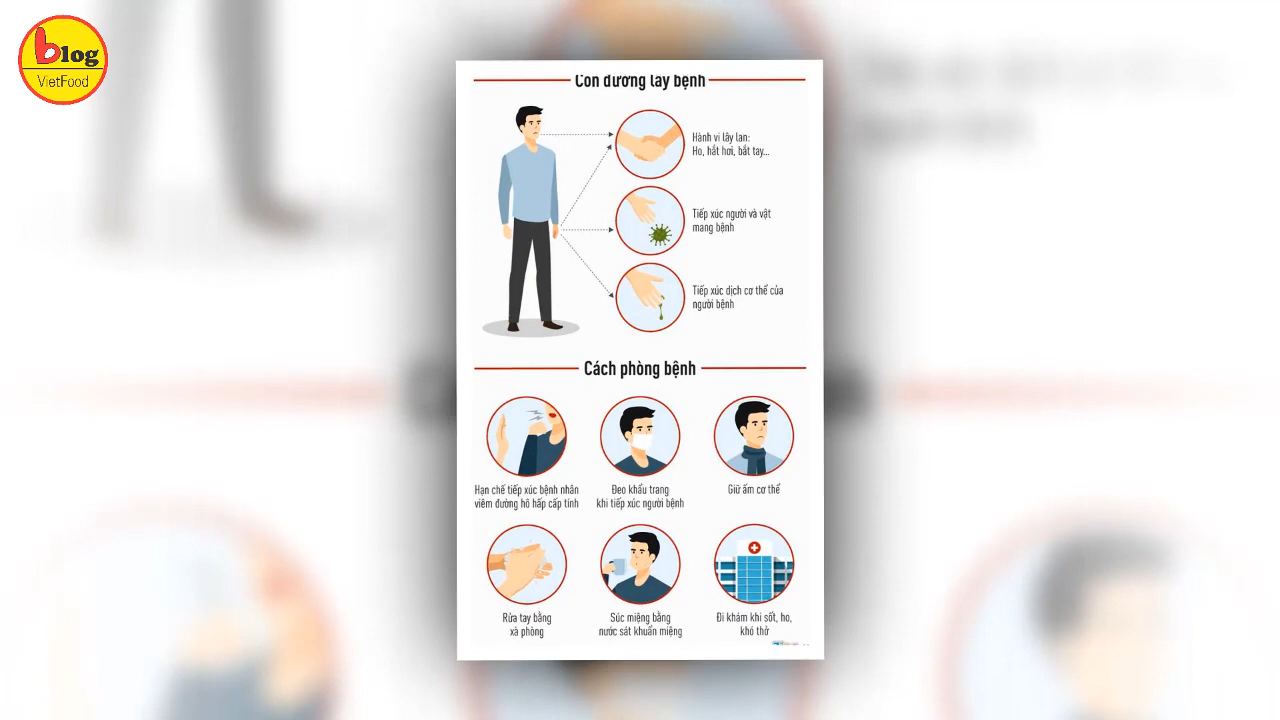 blog
VietFood
Con đường lây bệnh
Hành vi lây lan:
Ho, hắt hơi, bắt tay...
Tiếp xúc người và vật
mang bệnh
Tiếp xúc dịch cơ thể của
người bệnh
Cách phòng bệnh
Hạn chế tiếp xúc bệnh nhân
viêm đường hô hấp cấp tính
Đeo khẩu trang
khi tiếp xúc người bệnh
Giữ ấm cơ thể
Rửa tay bằng
xà phòng
Súc miệng bằng
nước sát khuẩn miệng
Đi khám khi sốt, ho,
khó thở